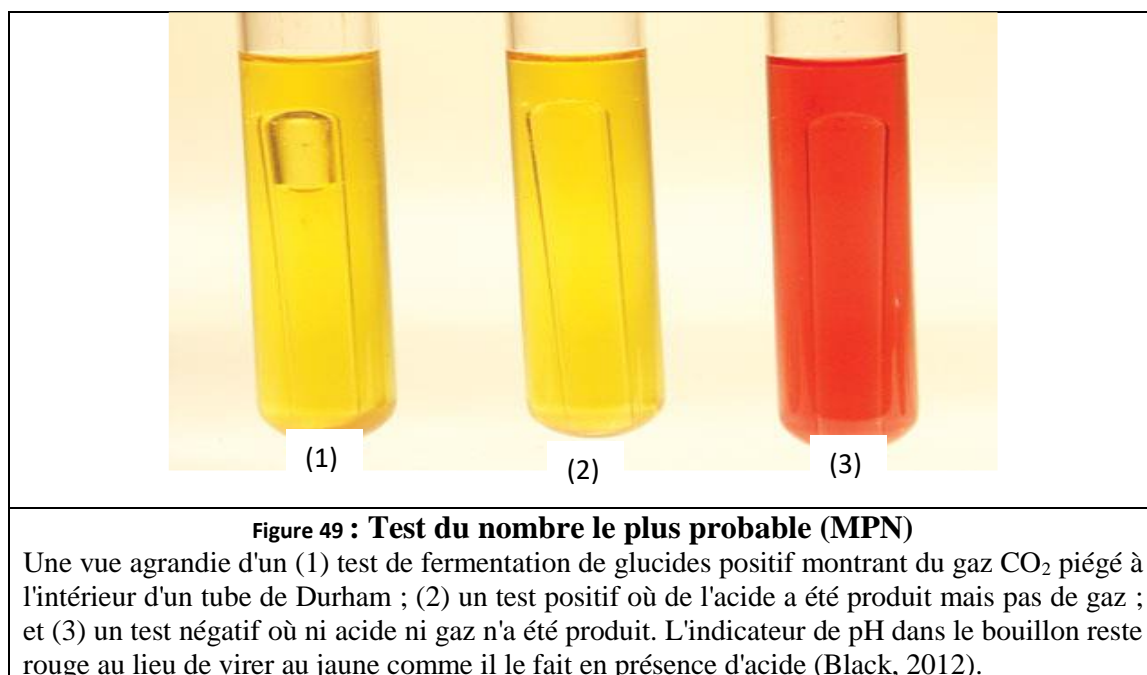 (1)
(2)
(3)
Figure 49 : Test du nombre le plus probable (MPN)
Une vue agrandie d'un (1) test de fermentation de glucides positif montrant du gaz CO₂ piégé à
l'intérieur d'un tube de Durham ; (2) un test positif où de l'acide a été produit mais pas de gaz ;
et (3) un test négatif où ni acide ni gaz n'a été produit. L'indicateur de pH dans le bouillon reste
rouge au lieu de virer au jaune comme il le fait en présence d'acide (Black, 2012).